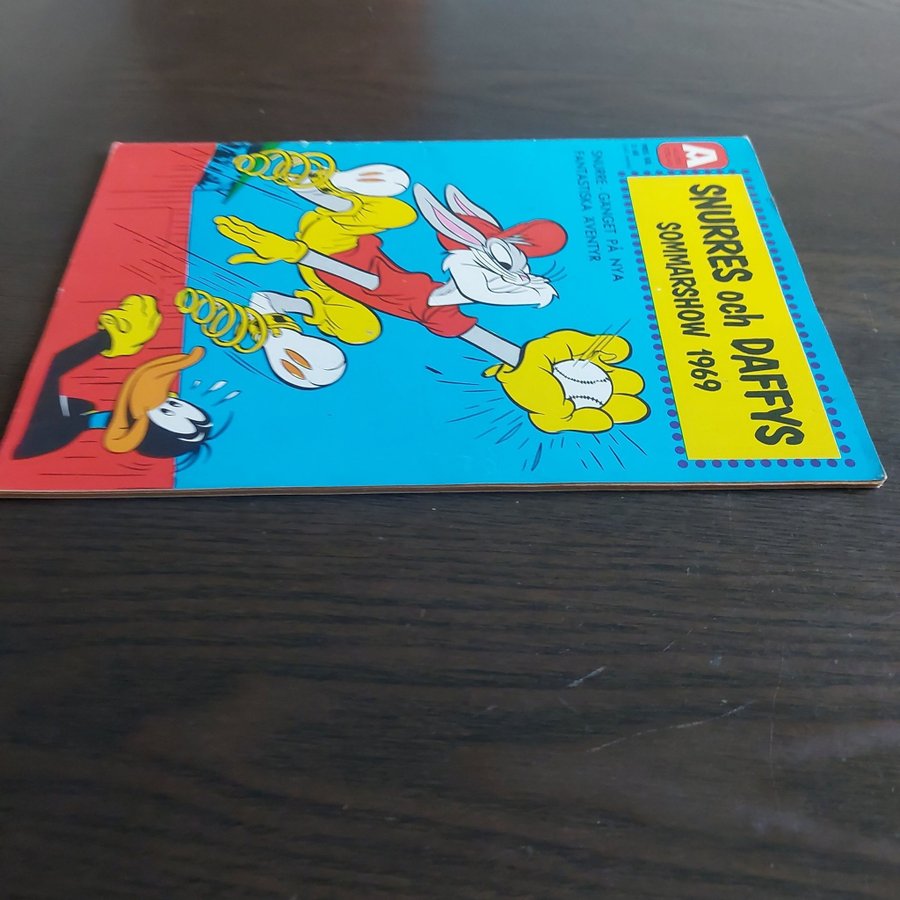 SNURRES och DAFFYS
SOMMARSHOW 1969
SNURRE-GÄNGET PÅ NYA
FANTASTISKA ÄVENTYR